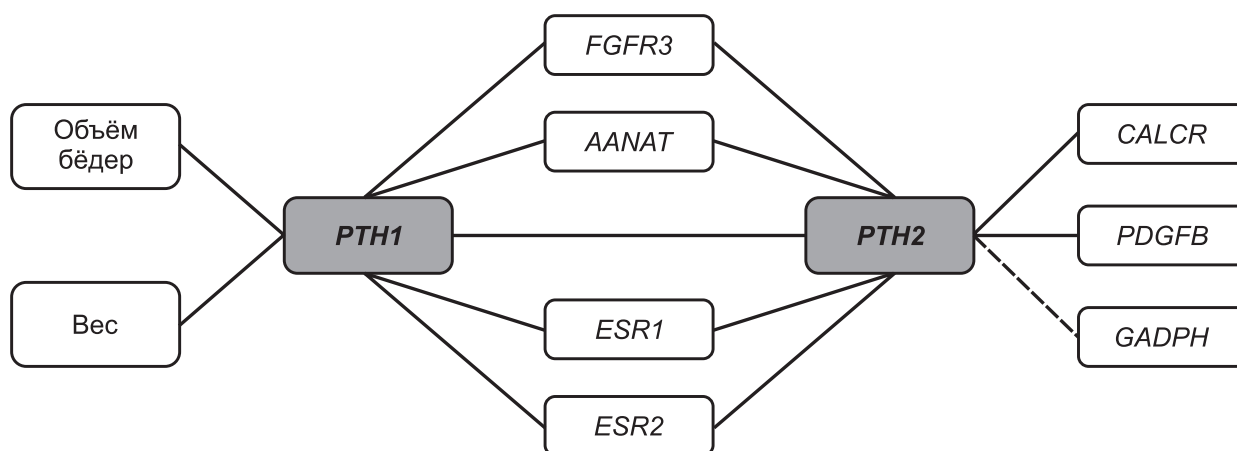 FGFR3
Объём
бёдер
AANAT
CALCR
PTH1
PTH2
PDGFB
Вес
ESR1
GADPH
ESR2